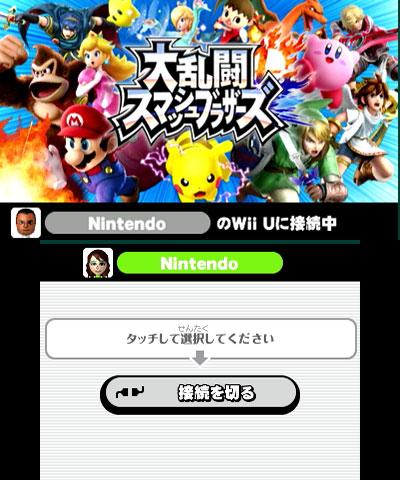 大乱闘
スマッシュブラザーズ
Nintendo のWii Uに接続中
Nintendo
せんたく
タッチして選択してください
接続を切る